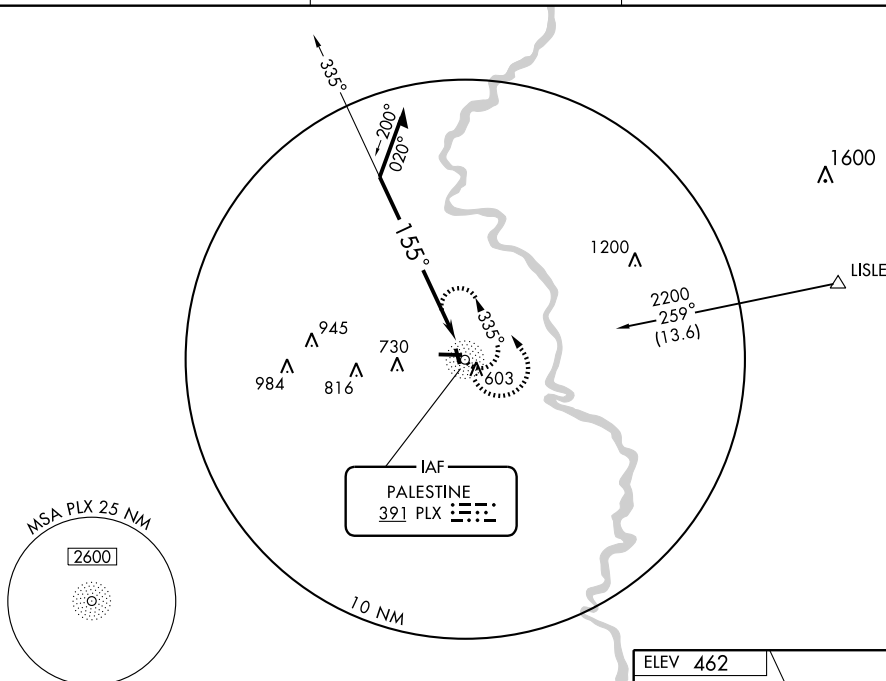 335°
200°
020°
1600
155°
1200
LISLE
2200
259°
(13.6)
335°
945
730
984
816
603
IAF
PALESTINE
391 PLX
MSA PLX 25 NM
2600
10 NM
ELEV 462